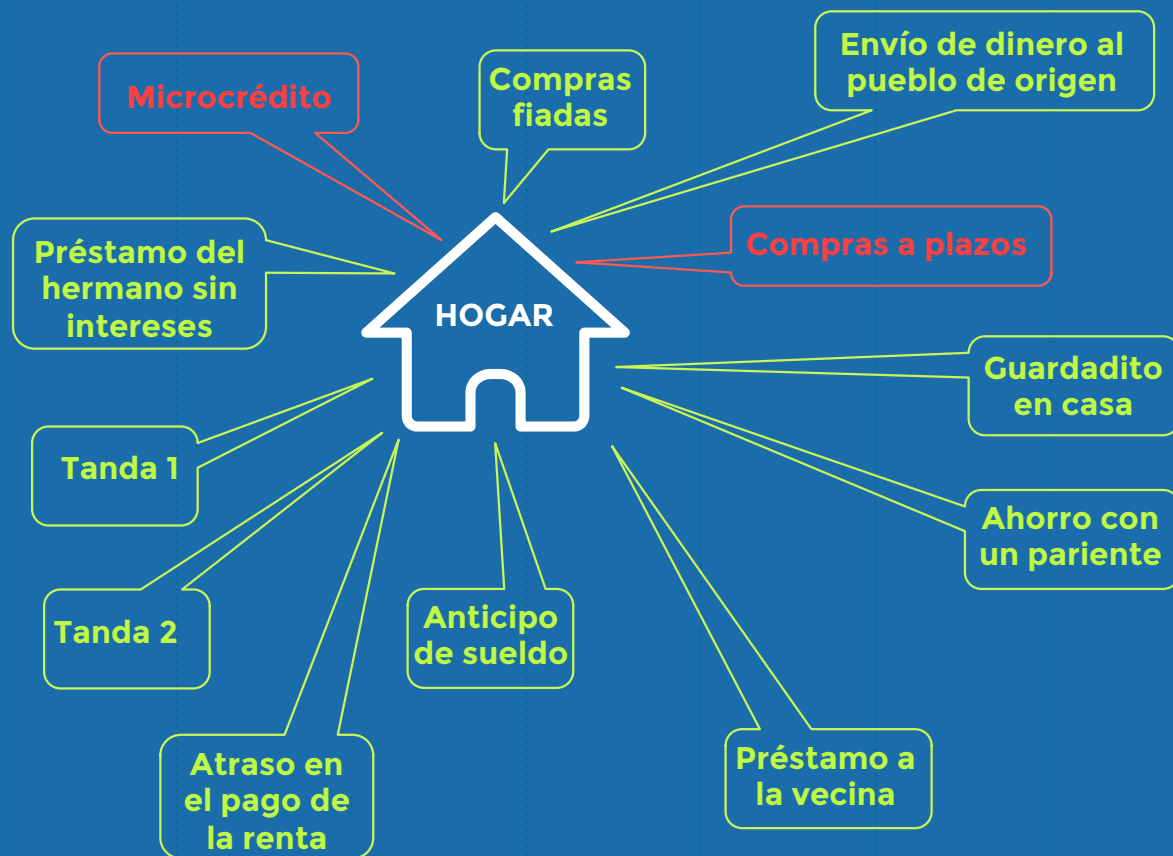 Microcrédito
Compras
fiadas
Envío de dinero al
pueblo de origen
Préstamo del
hermano sin
intereses
HOGAR
Compras a plazos
Guardadito
en casa
Tanda 1
Ahorro con
un pariente
Tanda 2
Anticipo
de sueldo
Atraso en
el pago de
la renta
Préstamo a
la vecina